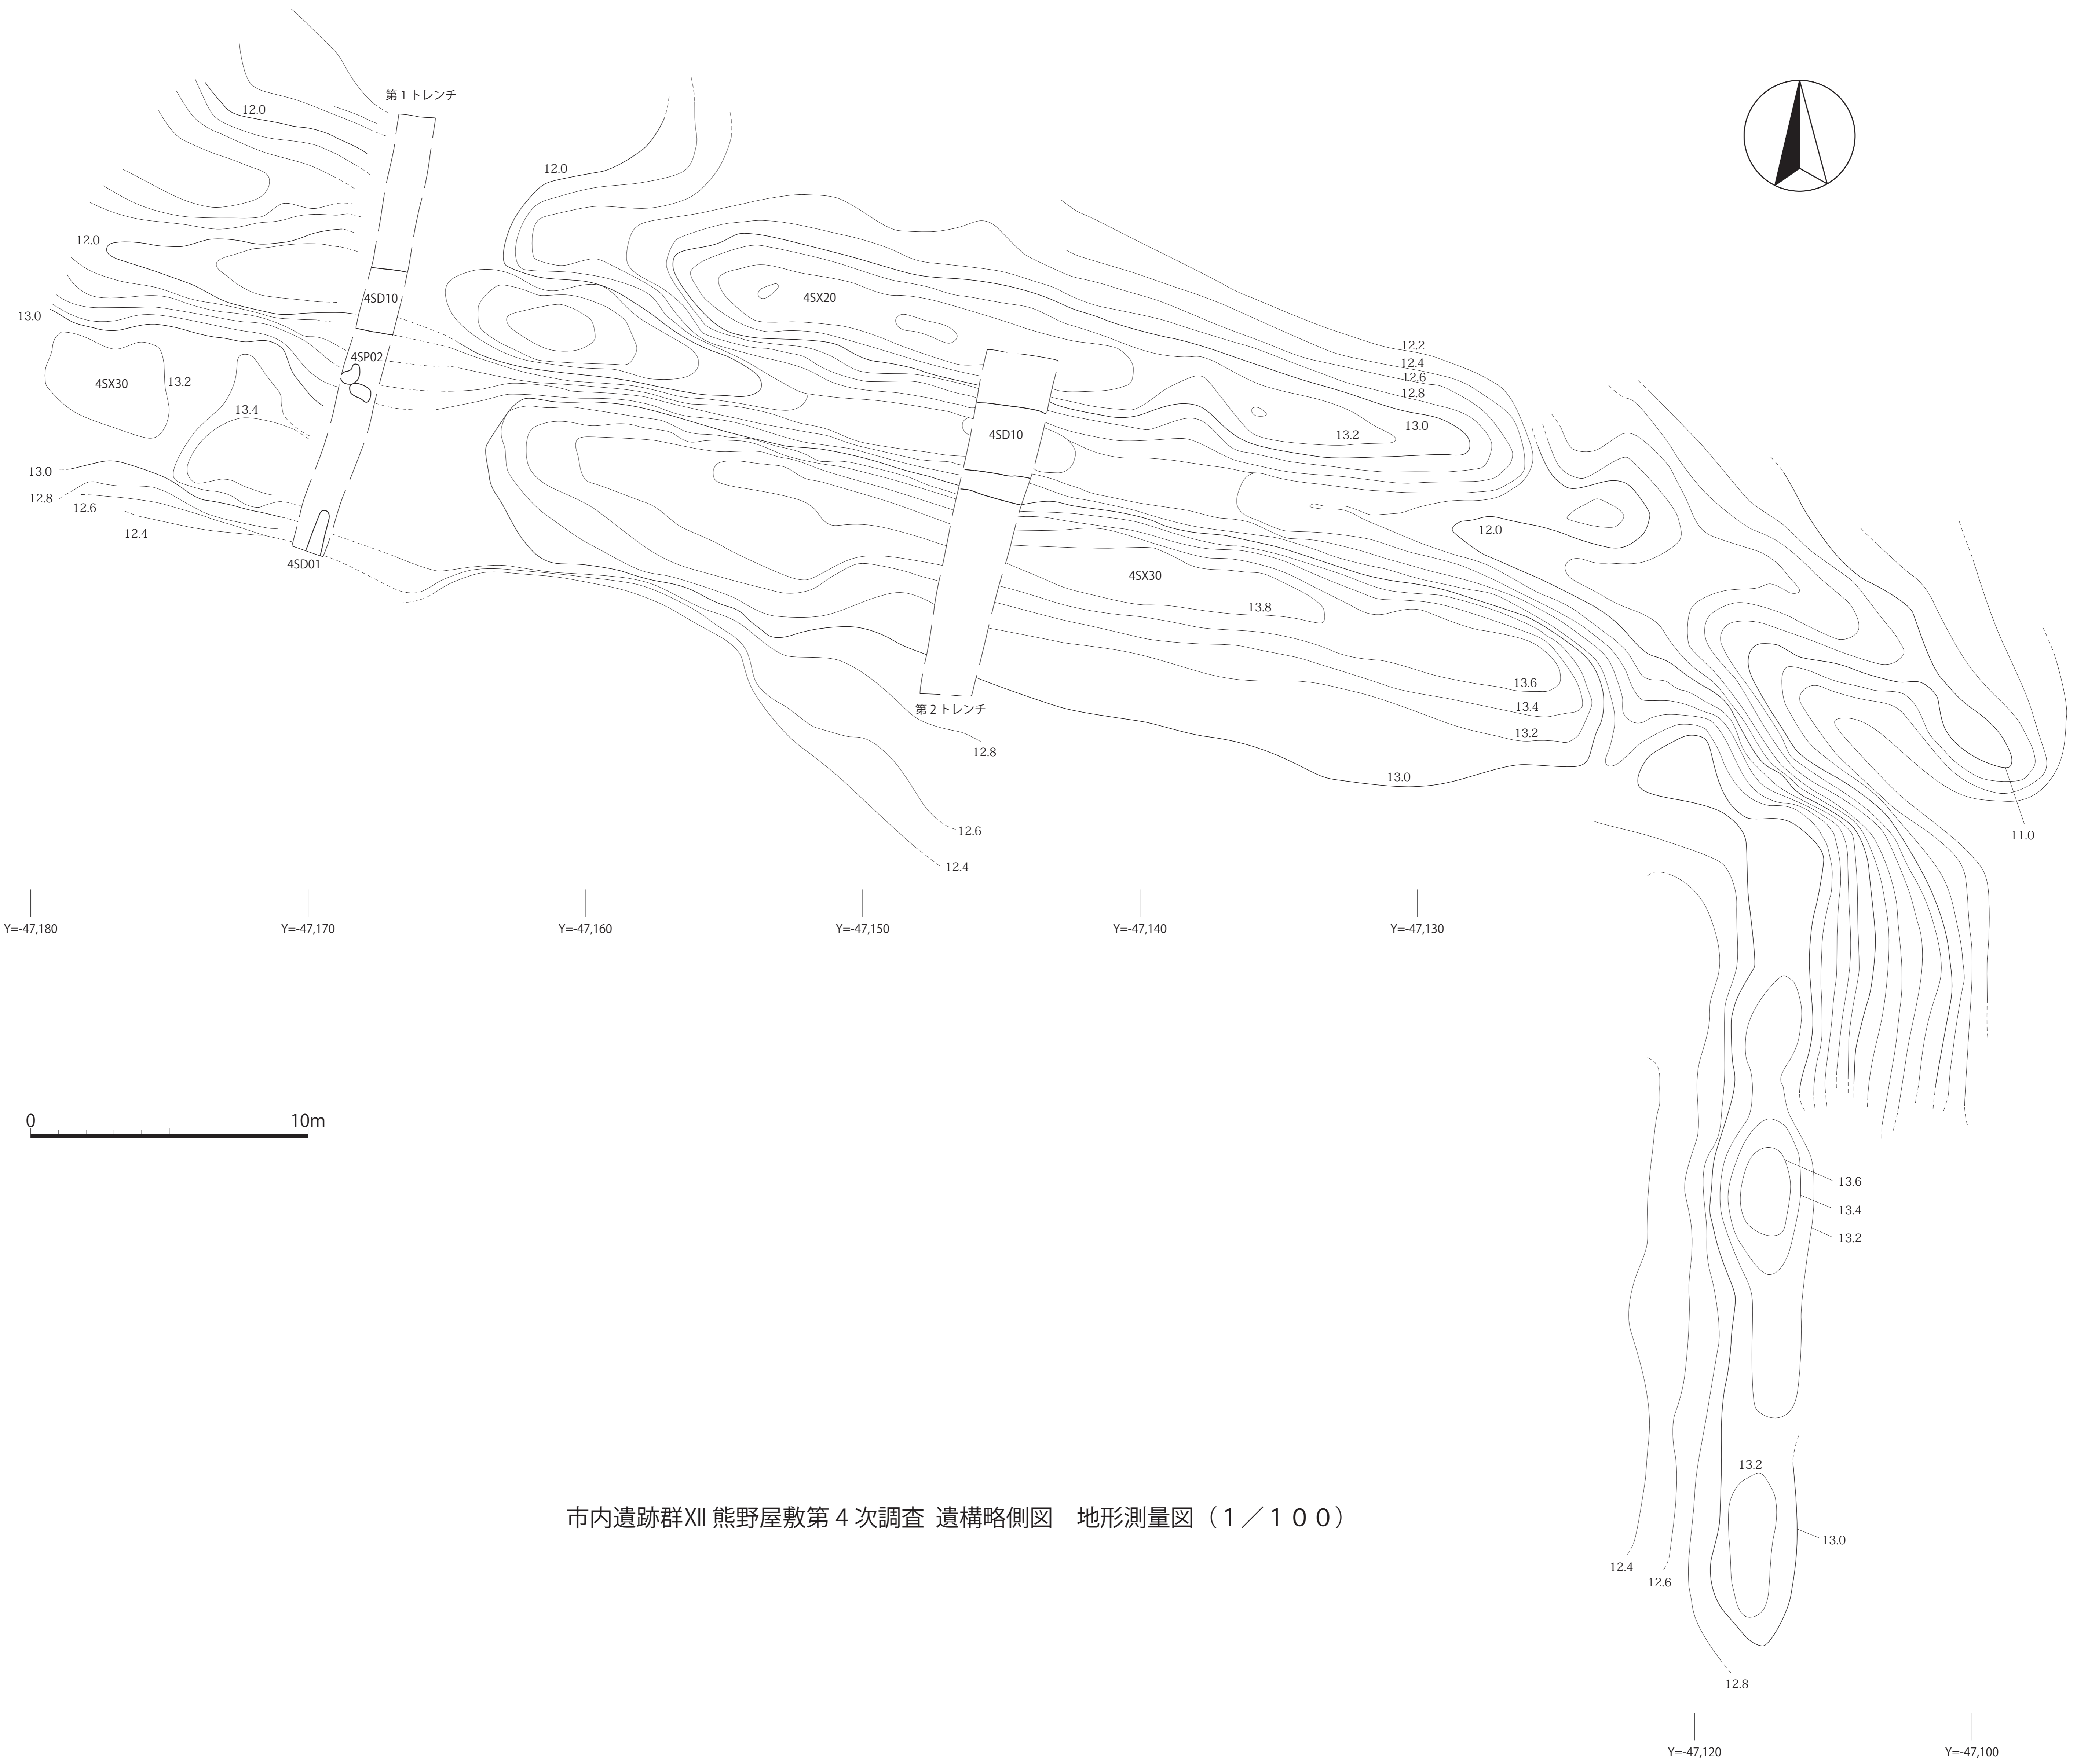 第１トレンチ
12.0
12.0
12.0
4SD10
4SX20
13.0
4SP02
4SX30
13.2
13.4
12.2
12.4
12.6
12.8
13.0
13.2
4SD10
13.0
12.8
12.6
12.4
4SD01
12.0
4SX30
13.8
13.6
13.4
13.2
第２トレンチ
12.8
13.0
12.6
12.4
11.0
Y=-47,180
Y=-47,170
Y=-47,160
Y=-47,150
Y=-47,140
Y=-47,130
0
10m
13.6
13.4
13.2
13.2
13.0
市内遺跡群Ⅻ 熊野屋敷第４次調査 遺構略側図　地形測量図（１／１００）
12.4
12.6
12.8
Y=-47,120
Y=-47,100